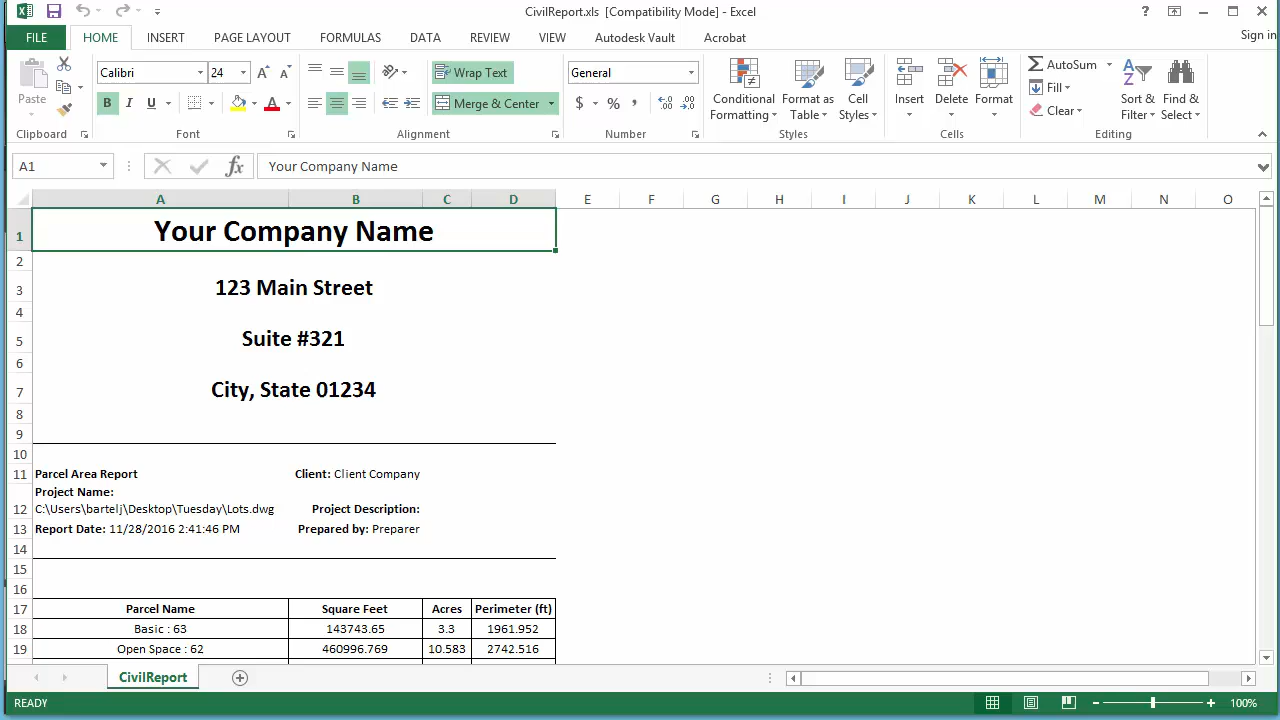 CivilReport.xls [Compatibility Mode] - Excel
?
Sign in
FILE HOME INSERT PAGE LAYOUT FORMULAS DATA REVIEW VIEW Autodesk Vault Acrobat
Paste
Calibri 24 A A
B I U A
Wrap Text
Merge & Center
General
$ % ,
Conditional Formatting
Format as Table
Cell Styles
Insert Delete Format
AutoSum
Fill
Clear
Sort & Filter
Find & Select
Clipboard Font Alignment Number Styles Cells Editing
A1 fx Your Company Name
A B C D E F G H I J K L M N O
1 Your Company Name
2
3 123 Main Street
4
5 Suite #321
6
7 City, State 01234
8
9
10
11 Parcel Area Report Client: Client Company
Project Name:
12 C:\Users\bartelj\Desktop\Tuesday\Lots.dwg Project Description:
13 Report Date: 11/28/2016 2:41:46 PM Prepared by: Preparer
14
15
16
17 Parcel Name Square Feet Acres Perimeter (ft)
18 Basic : 63 143743.65 3.3 1961.952
19 Open Space : 62 460996.769 10.583 2742.516
CivilReport
READY 100%